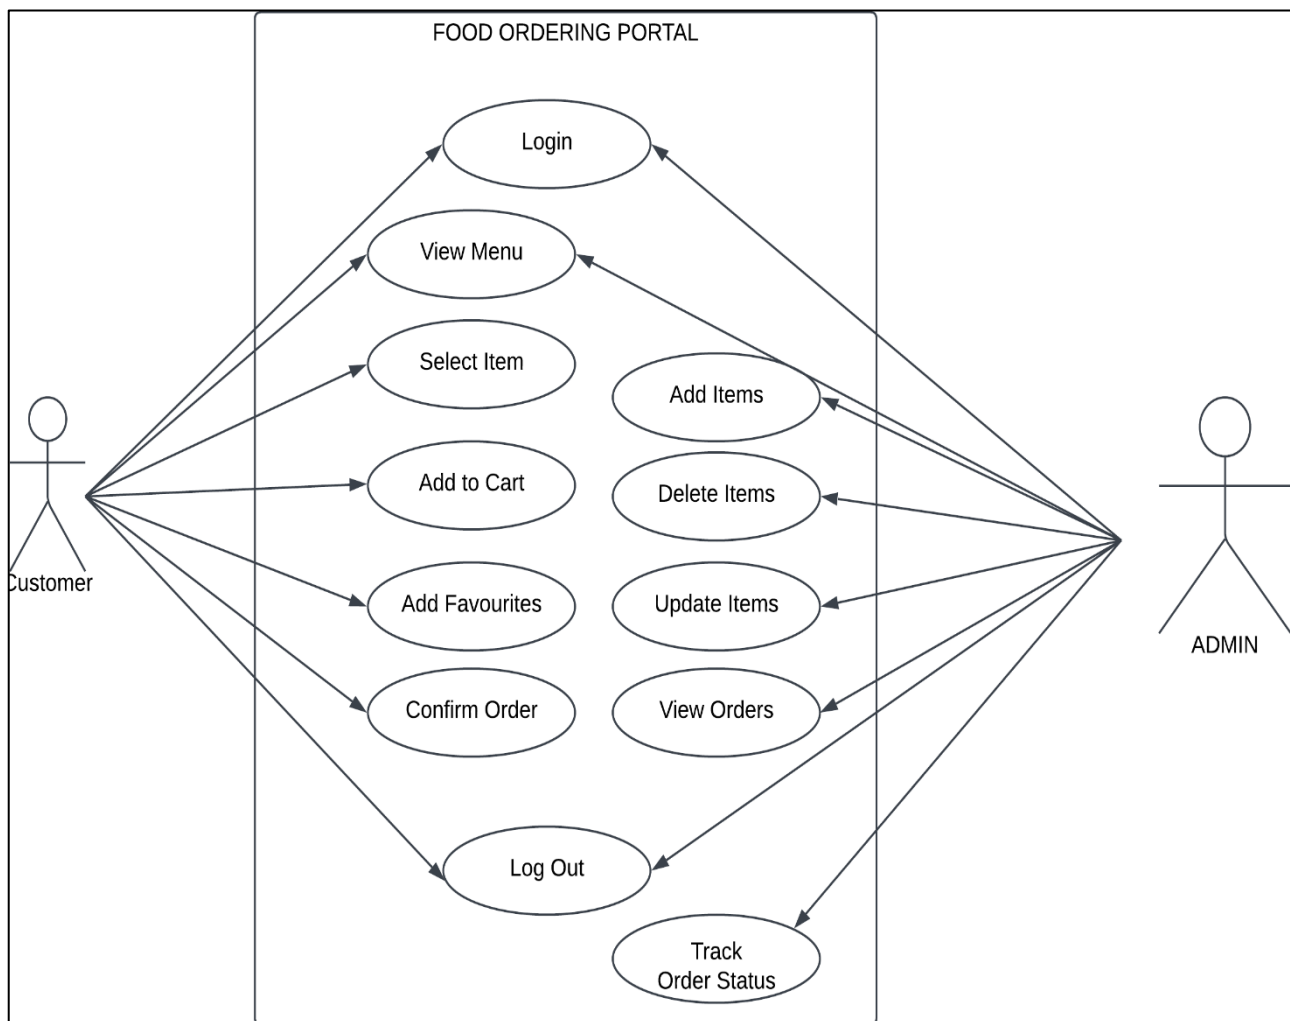 FOOD ORDERING PORTAL
Login
View Menu
Select Item
Add Items
Add to Cart
Delete Items
Customer
Add Favourites
Update Items
ADMIN
Confirm Order
View Orders
Log Out
Track
Order Status